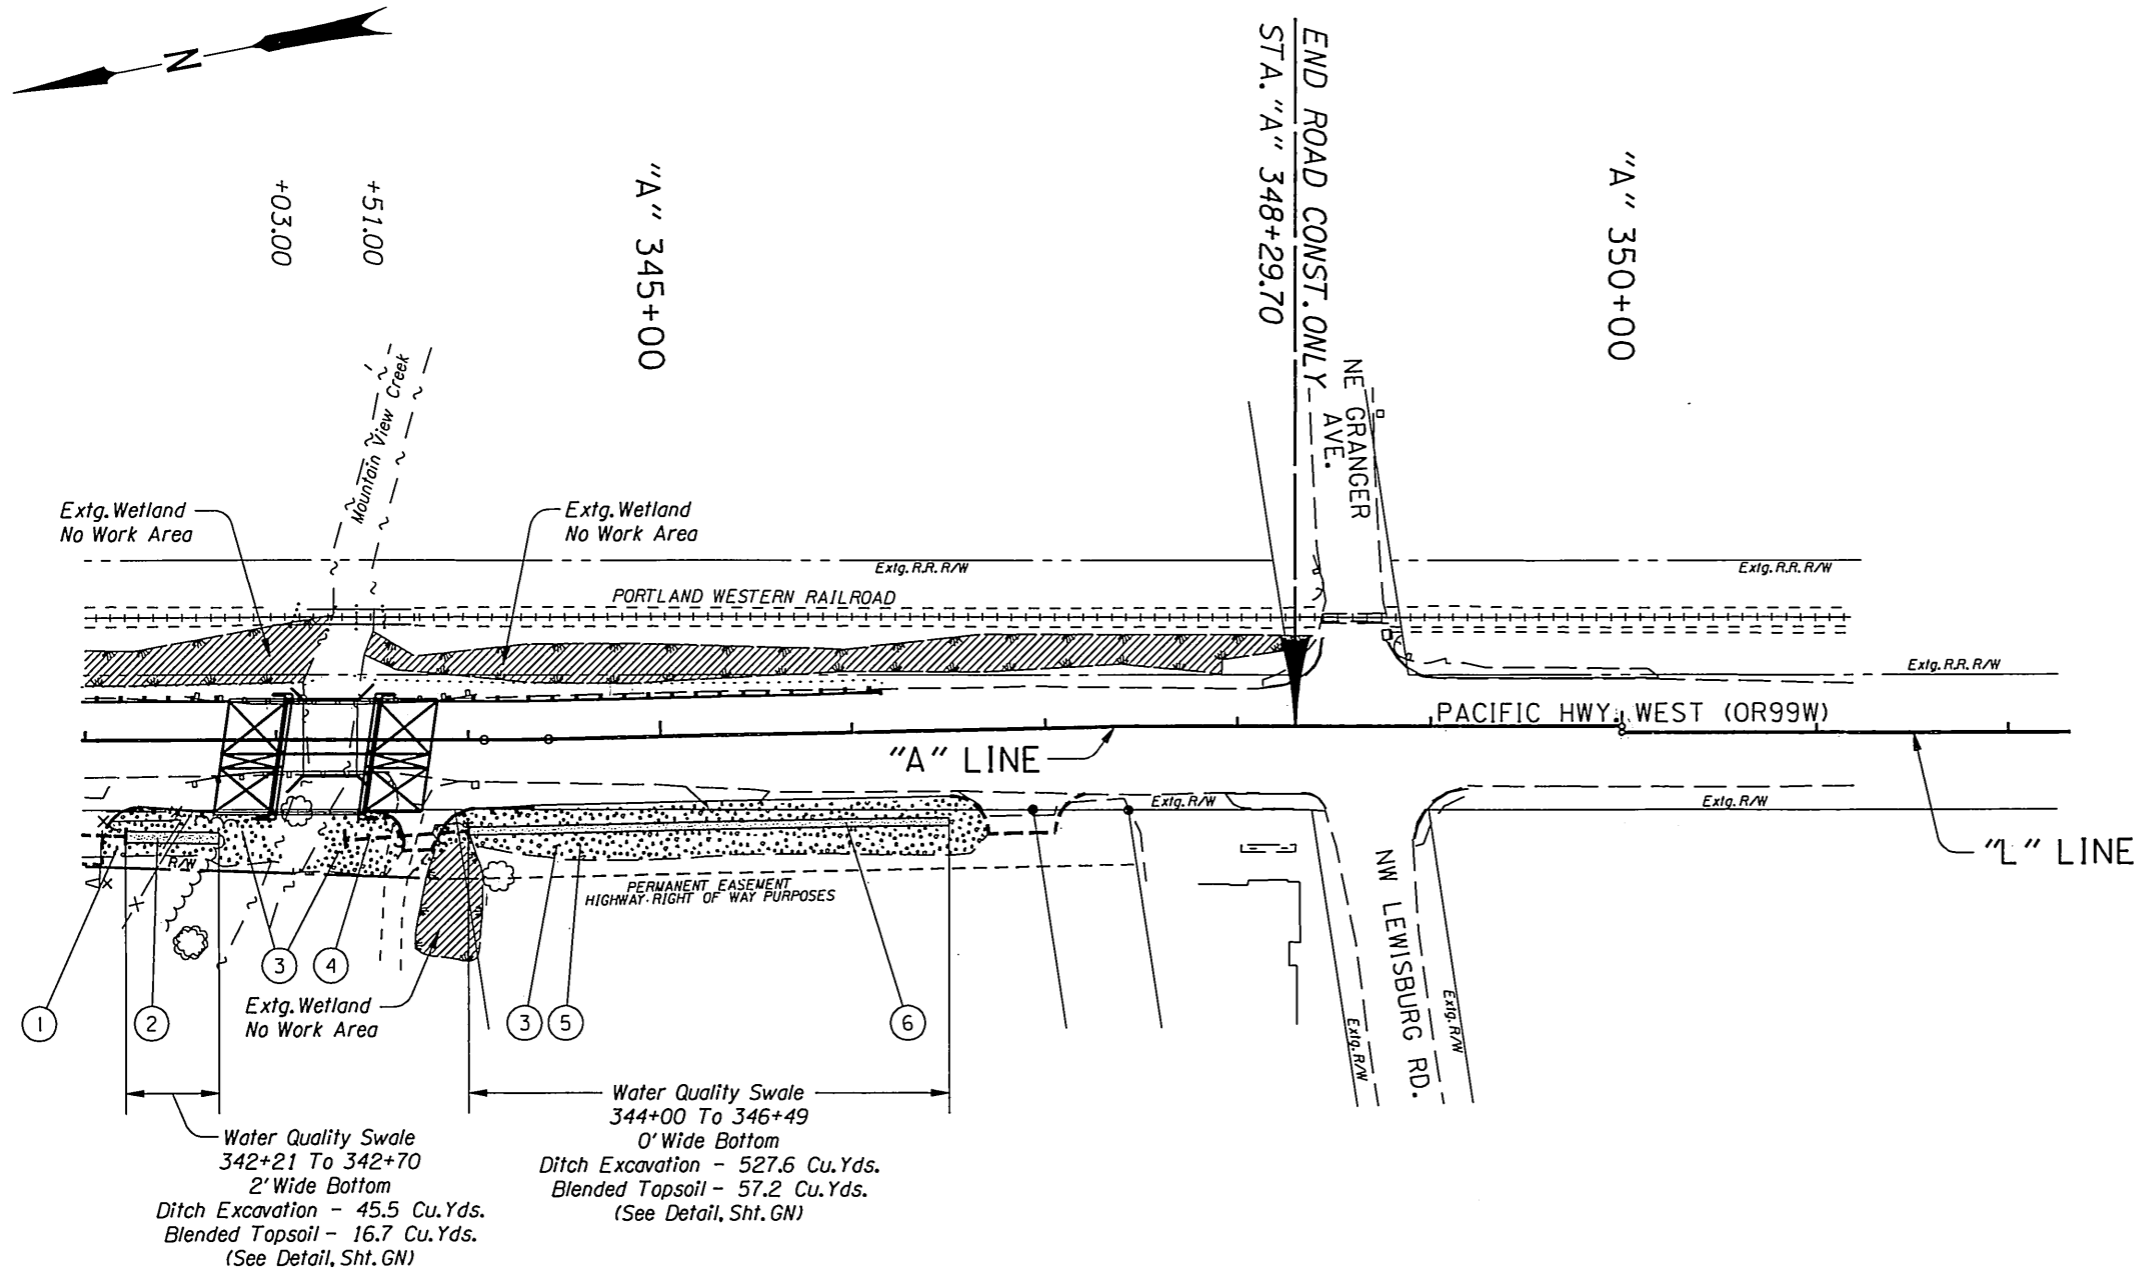 N
END ROAD CONST. ONLY
STA. "A" 348+29.70
+03.00
+51.00
"A" 345+00
"A" 350+00
Mountain View Creek
NE GRANGER
AVE.
Extg. Wetland
No Work Area
Extg. Wetland
No Work Area
Extg. R.R. R/W
Extg. R.R. R/W
PORTLAND WESTERN RAILROAD
Extg. R.R. R/W
PACIFIC HWY. WEST (OR99W)
"A" LINE
Extg. R/W
Extg. R/W
"L" LINE
R/W
PERMANENT EASEMENT
HIGHWAY RIGHT OF WAY PURPOSES
NW LEWISBURG RD.
Extg. R/W
Extg. R/W
3
4
Extg. Wetland
No Work Area
1
2
3
5
6
Water Quality Swale
344+00 To 346+49
0' Wide Bottom
Ditch Excavation - 527.6 Cu. Yds.
Blended Topsoil - 57.2 Cu. Yds.
(See Detail, Sht. GN)
Water Quality Swale
342+21 To 342+70
2' Wide Bottom
Ditch Excavation - 45.5 Cu. Yds.
Blended Topsoil - 16.7 Cu. Yds.
(See Detail, Sht. GN)